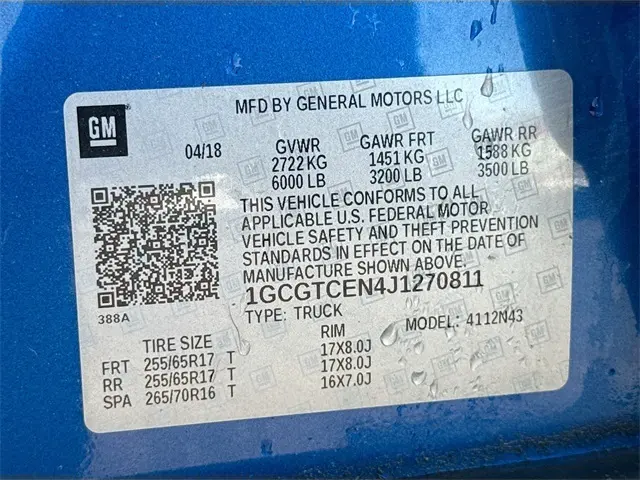 MFD BY GENERAL MOTORS LLC
GM
04/18 GVWR GAWR FRT GAWR RR
2722 KG 1451 KG 1588 KG
6000 LB 3200 LB 3500 LB
THIS VEHICLE CONFORMS TO ALL
APPLICABLE U.S. FEDERAL MOTOR
VEHICLE SAFETY AND THEFT PREVENTION
STANDARDS IN EFFECT ON THE DATE OF
MANUFACTURE SHOWN ABOVE.
388A
1GCGTCEN4J1270811
TYPE: TRUCK MODEL: 4112N43
TIRE SIZE RIM
FRT 255/65R17 T 17X8.0J
RR 255/65R17 T 17X8.0J
SPA 265/70R16 T 16X7.0J